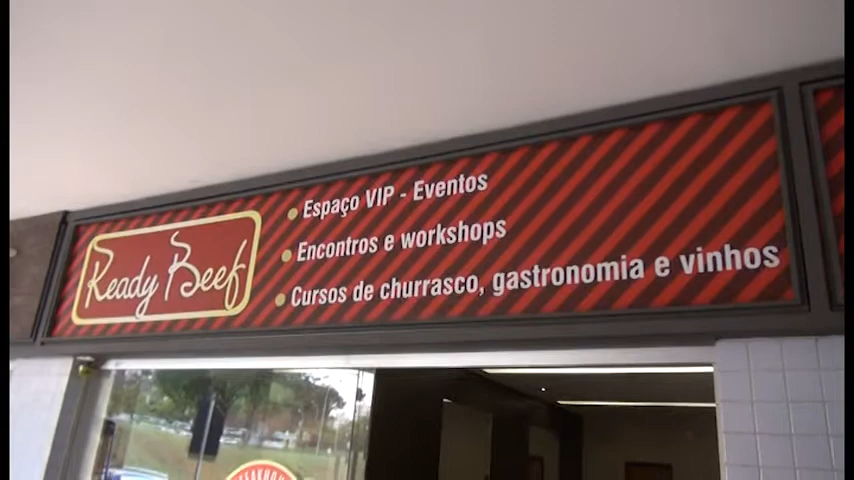 Ready Beef
• Espaço VIP - Eventos
• Encontros e workshops
• Cursos de churrasco, gastronomia e vinhos